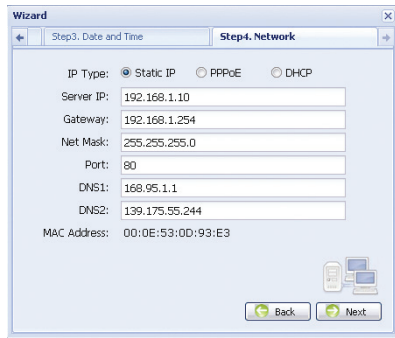 Wizard
Step3. Date and Time Step4. Network
IP Type: Static IP PPPoE DHCP
Server IP: 192.168.1.10
Gateway: 192.168.1.254
Net Mask: 255.255.255.0
Port: 80
DNS1: 168.95.1.1
DNS2: 139.175.55.244
MAC Address: 00:0E:53:0D:93:E3
Back Next